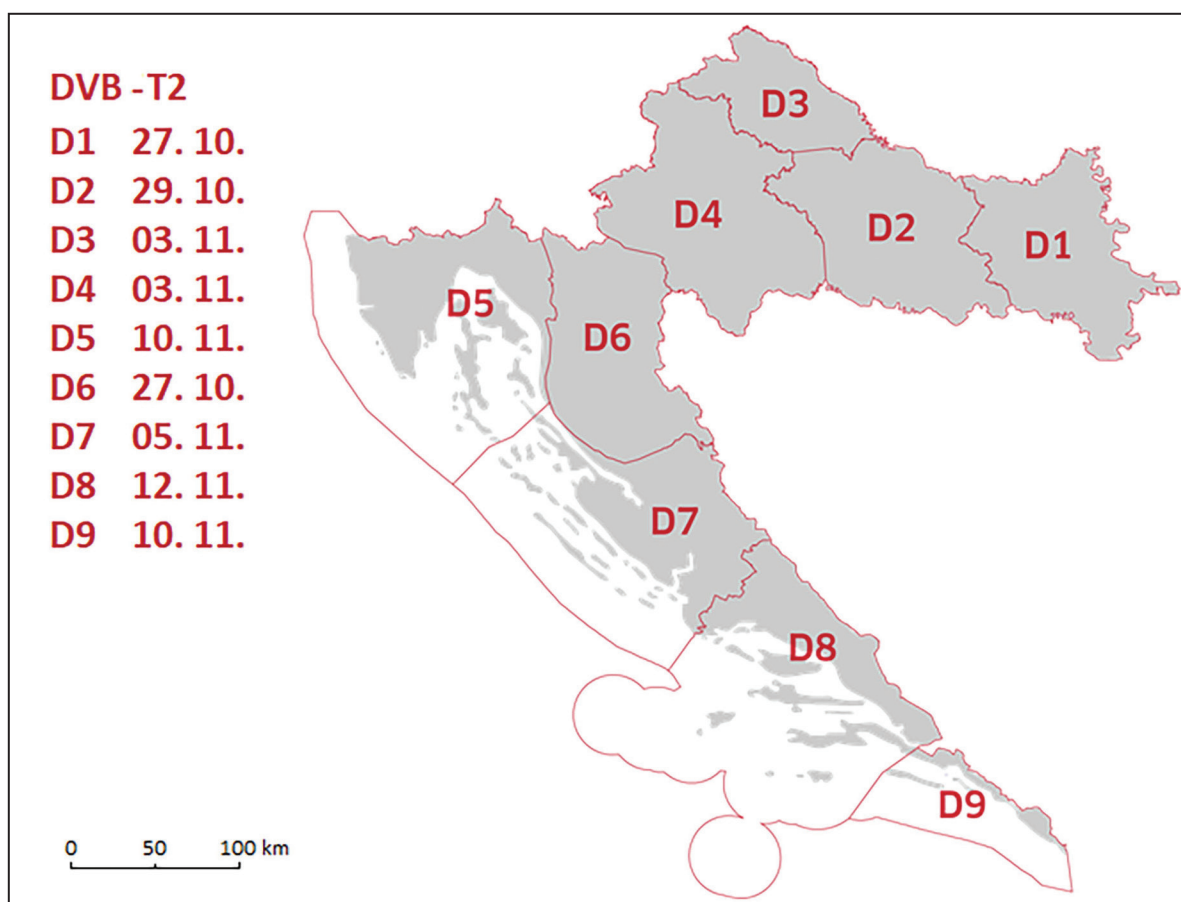 DVB -T2
D1 27. 10.
D2 29. 10.
D3 03. 11.
D4 03. 11.
D5 10. 11.
D6 27. 10.
D7 05. 11.
D8 12. 11.
D9 10. 11.
D3
D4
D2
D1
D5
D6
D7
D8
D9
0 50 100 km